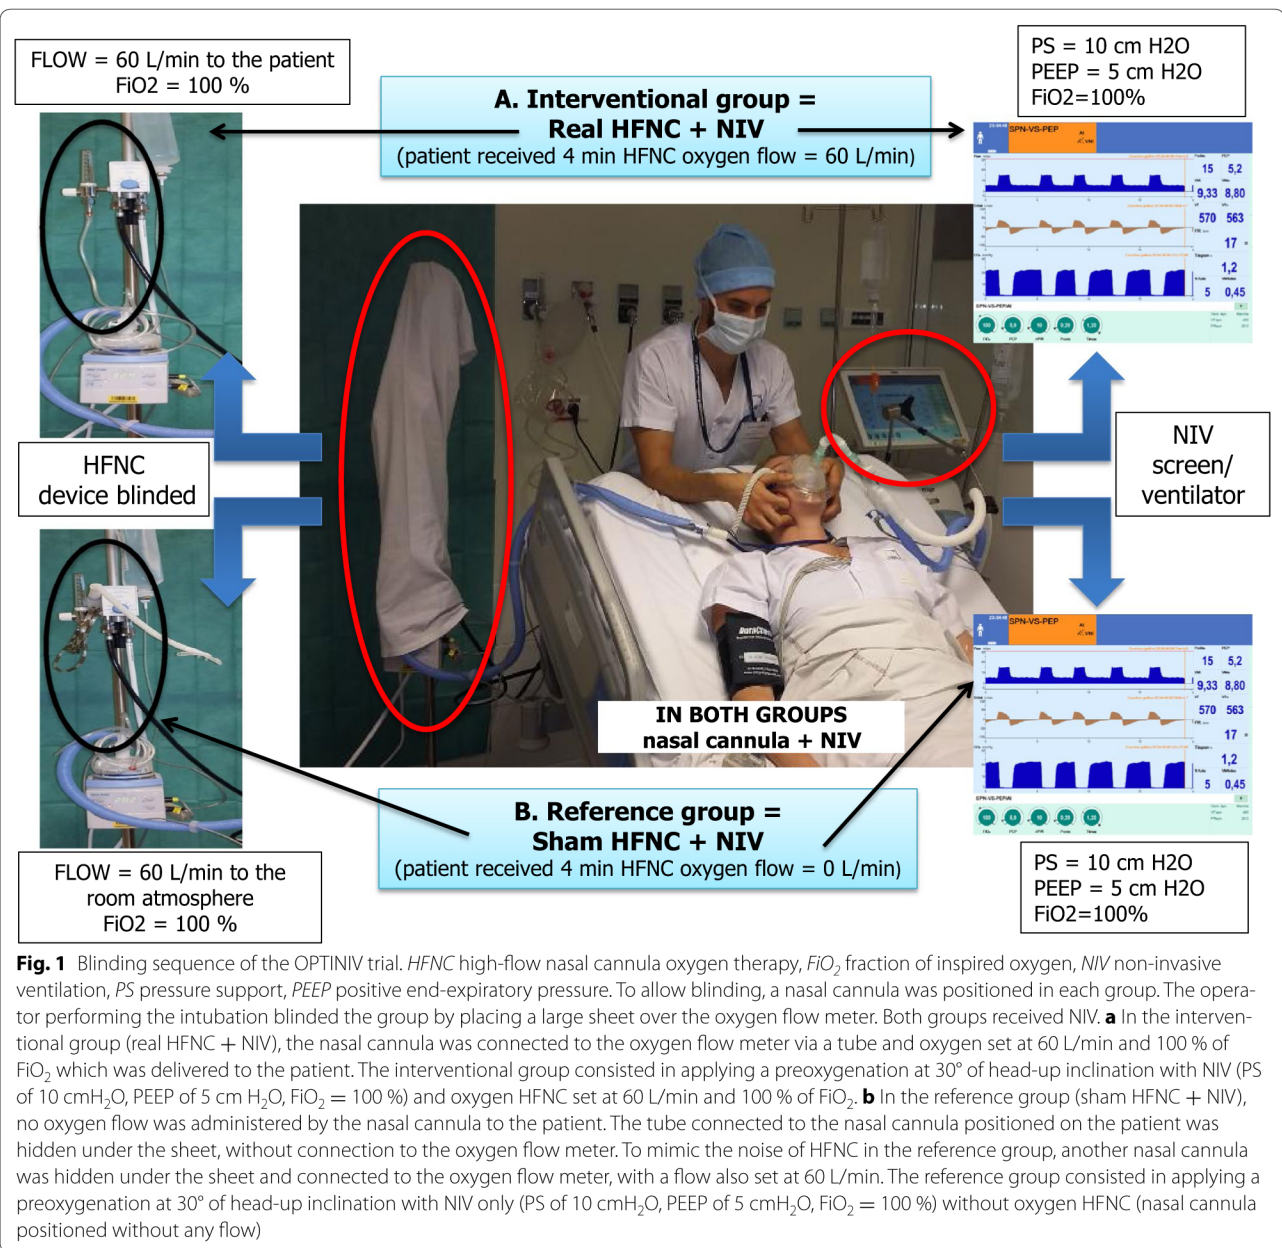 FLOW = 60 L/min to the patient
FiO2 = 100 %
A. Interventional group =
Real HFNC + NIV
(patient received 4 min HFNC oxygen flow = 60 L/min)
PS = 10 cm H2O
PEEP = 5 cm H2O
FiO2=100%
SPN-VS-PEP
15 5,2
9,33 8,80
570 563
17
1,2
5 0,45
HFNC
device blinded
NIV
screen/
ventilator
IN BOTH GROUPS
nasal cannula + NIV
SPN-VS-PEP
15 5,2
9,33 8,80
570 563
17
1,2
5 0,45
B. Reference group =
Sham HFNC + NIV
(patient received 4 min HFNC oxygen flow = 0 L/min)
FLOW = 60 L/min to the
room atmosphere
FiO2 = 100 %
PS = 10 cm H2O
PEEP = 5 cm H2O
FiO2=100%
Fig. 1 Blinding sequence of the OPTINIV trial. HFNC high-flow nasal cannula oxygen therapy, FiO₂ fraction of inspired oxygen, NIV non-invasive
ventilation, PS pressure support, PEEP positive end-expiratory pressure. To allow blinding, a nasal cannula was positioned in each group. The opera-
tor performing the intubation blinded the group by placing a large sheet over the oxygen flow meter. Both groups received NIV. a In the interven-
tional group (real HFNC + NIV), the nasal cannula was connected to the oxygen flow meter via a tube and oxygen set at 60 L/min and 100 % of
FiO₂ which was delivered to the patient. The interventional group consisted in applying a preoxygenation at 30° of head-up inclination with NIV (PS
of 10 cmH₂O, PEEP of 5 cm H₂O, FiO₂ = 100 %) and oxygen HFNC set at 60 L/min and 100 % of FiO₂. b In the reference group (sham HFNC + NIV),
no oxygen flow was administered by the nasal cannula to the patient. The tube connected to the nasal cannula positioned on the patient was
hidden under the sheet, without connection to the oxygen flow meter. To mimic the noise of HFNC in the reference group, another nasal cannula
was hidden under the sheet and connected to the oxygen flow meter, with a flow also set at 60 L/min. The reference group consisted in applying a
preoxygenation at 30° of head-up inclination with NIV only (PS of 10 cmH₂O, PEEP of 5 cmH₂O, FiO₂ = 100 %) without oxygen HFNC (nasal cannula
positioned without any flow)